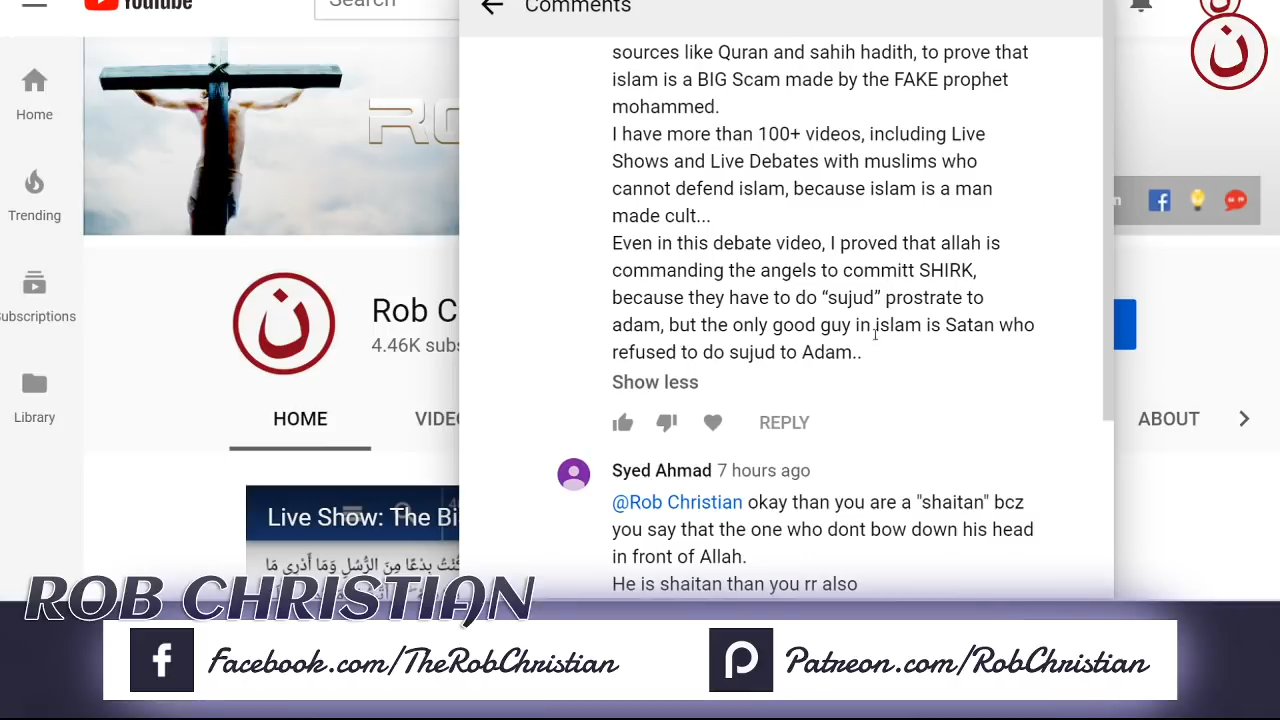 YouTube
Search
Comments
ن
Home
Trending
Subscriptions
Library
RO
ن
Rob C
4.46K subs
HOME
VIDEO
ABOUT
sources like Quran and sahih hadith, to prove that
islam is a BIG Scam made by the FAKE prophet
mohammed.
I have more than 100+ videos, including Live
Shows and Live Debates with muslims who
cannot defend islam, because islam is a man
made cult...
Even in this debate video, I proved that allah is
commanding the angels to committ SHIRK,
because they have to do “sujud” prostrate to
adam, but the only good guy in islam is Satan who
refused to do sujud to Adam..
Show less
REPLY
Syed Ahmad 7 hours ago
@Rob Christian okay than you are a "shaitan" bcz
you say that the one who dont bow down his head
in front of Allah.
He is shaitan than you rr also
Live Show: The Bi
كُنْتُ بِدْعًا مِنَ الرُّسُلِ وَمَا أَدْرِي مَا
ROB CHRISTIAN
Facebook.com/TheRobChristian
Patreon.com/RobChristian